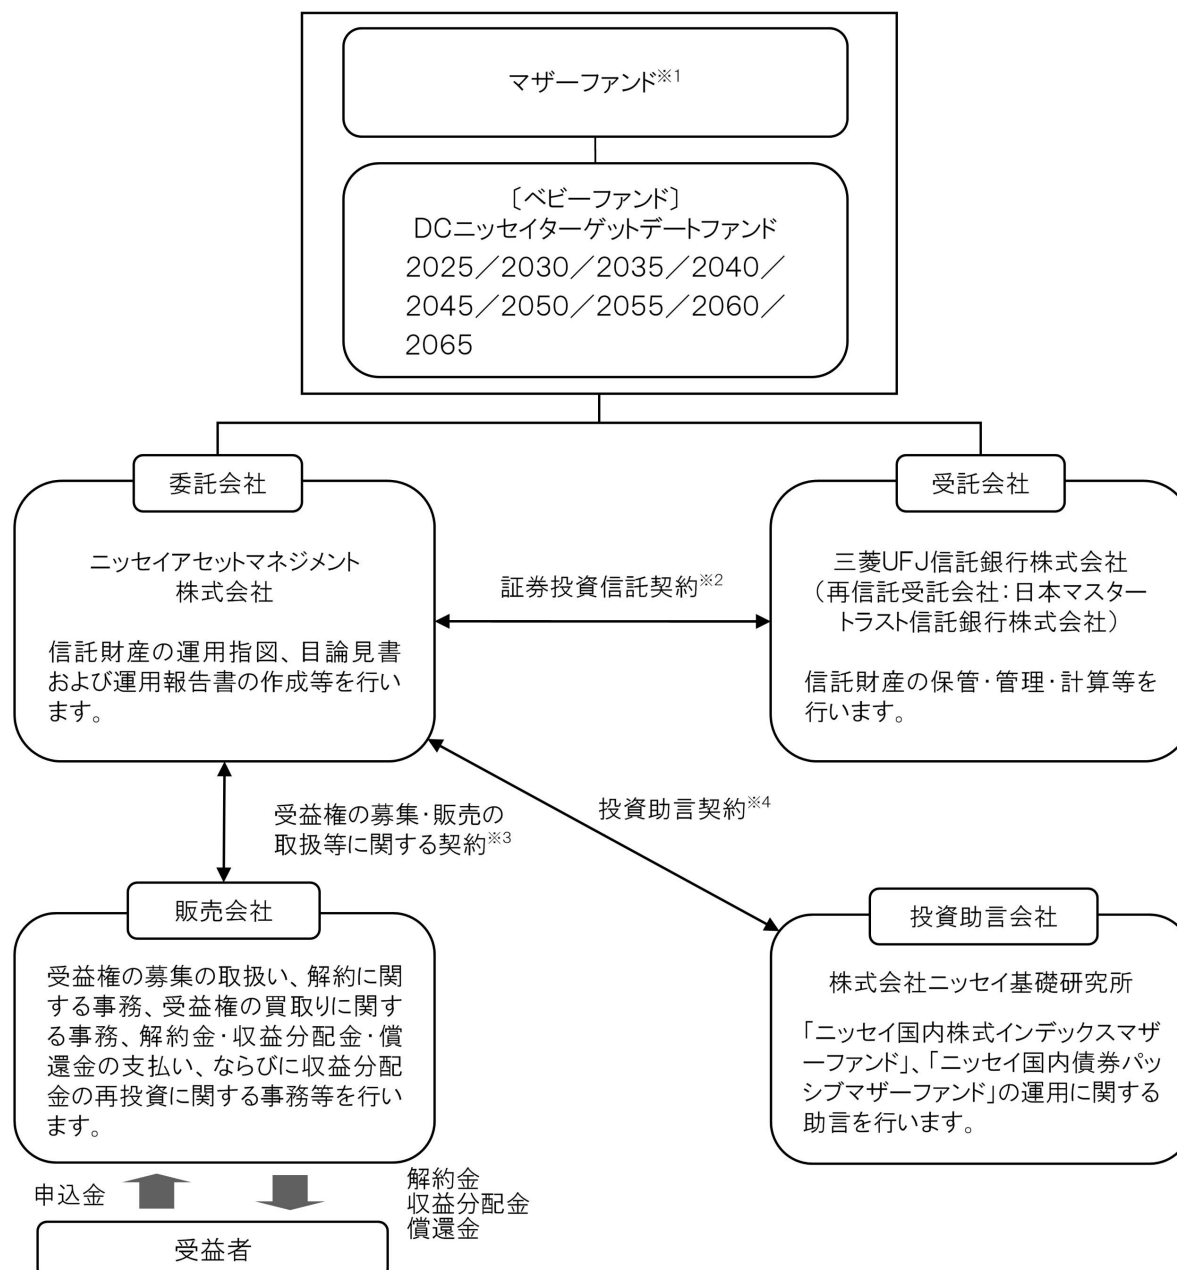 マザーファンド※1
〔ベビーファンド〕
DCニッセイターゲットデートファンド
2025／2030／2035／2040／
2045／2050／2055／2060／
2065
委託会社
ニッセイアセットマネジメント
株式会社
信託財産の運用指図、目論見書
および運用報告書の作成等を行い
ます。
証券投資信託契約※2
受託会社
三菱UFJ信託銀行株式会社
（再信託受託会社：日本マスター
トラスト信託銀行株式会社）
信託財産の保管・管理・計算等を
行います。
受益権の募集・販売の
取扱等に関する契約※3
投資助言契約※4
販売会社
受益権の募集の取扱い、解約に関
する事務、受益権の買取りに関す
る事務、解約金・収益分配金・償
還金の支払い、ならびに収益分配
金の再投資に関する事務等を行い
ます。
投資助言会社
株式会社ニッセイ基礎研究所
「ニッセイ国内株式インデックスマザ
ーファンド」、「ニッセイ国内債券パッ
シブマザーファンド」の運用に関する
助言を行います。
申込金
解約金
収益分配金
償還金
受益者